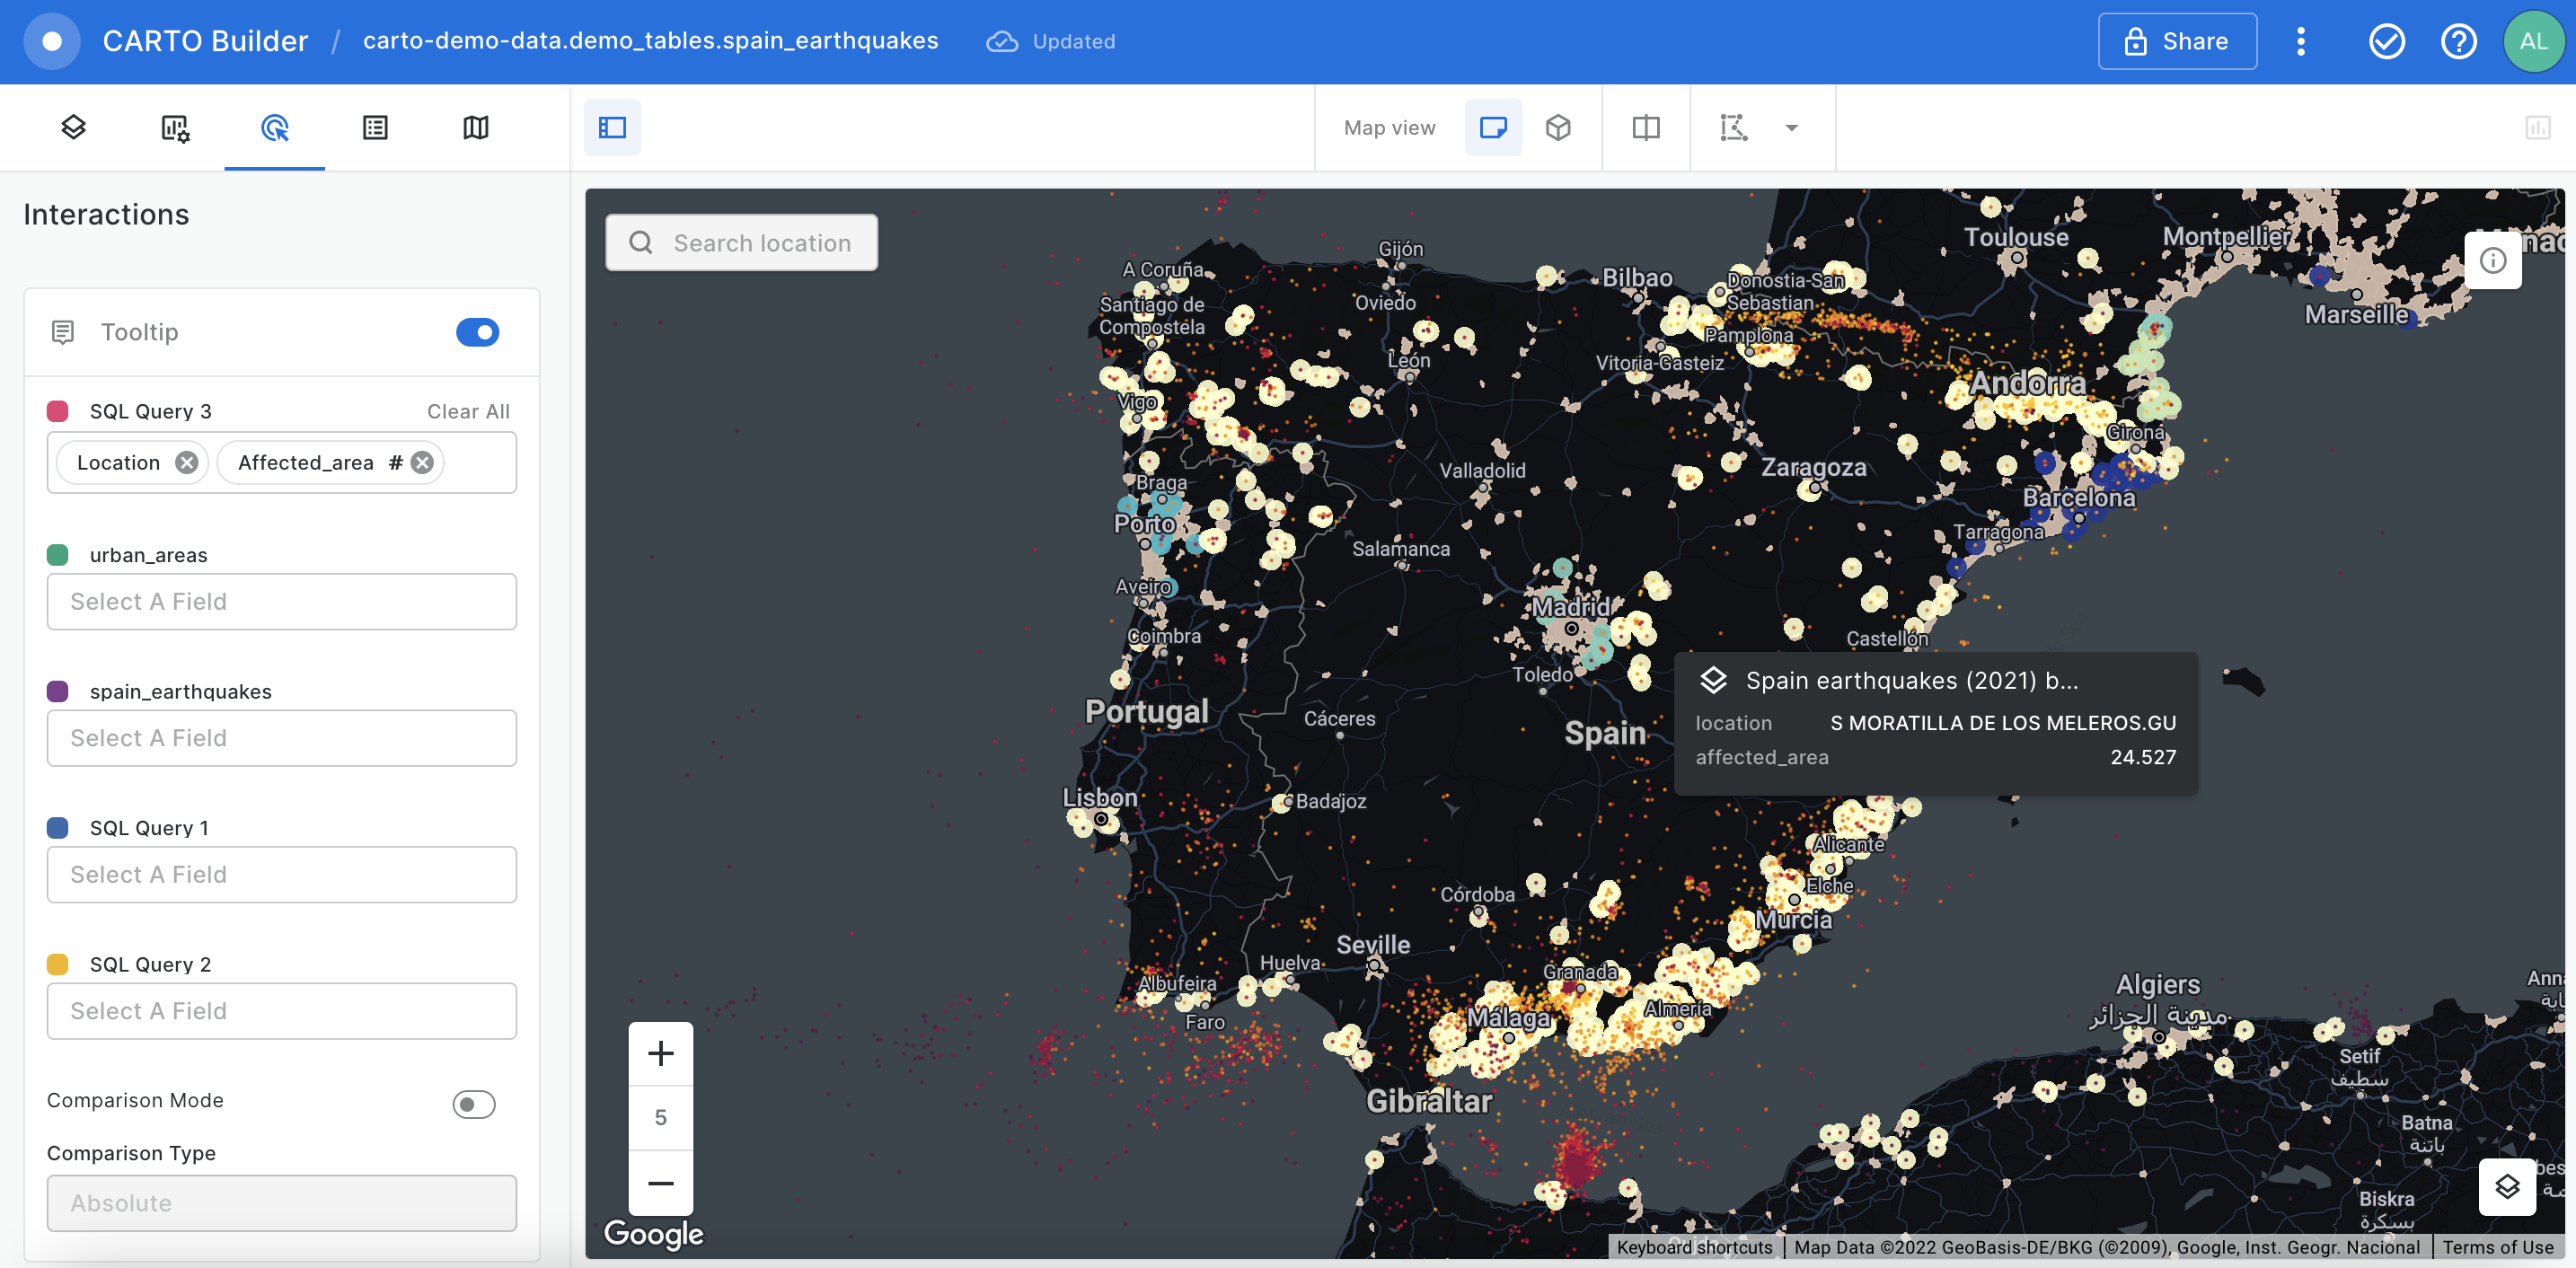 CARTO Builder / carto-demo-data.demo_tables.spain_earthquakes Updated
Share
AL
Map view
Interactions
Tooltip
SQL Query 3 Clear All
Location Affected_area #
urban_areas
Select A Field
spain_earthquakes
Select A Field
SQL Query 1
Select A Field
SQL Query 2
Select A Field
Comparison Mode
Comparison Type
Absolute
Search location
Gijón
A Coruña
Santiago de
Compostela
Oviedo
Bilbao
Donostia-San
Sebastian
Toulouse
Montpellier
Marseille
Pamplona
Vitoria-Gasteiz
León
Andorra
Vigo
Girona
Valladolid
Zaragoza
Braga
Barcelona
Porto
Tarragona
Salamanca
Aveiro
Madrid
Coimbra
Castellón
Toledo
Portugal
Cáceres
Spain
Spain earthquakes (2021) b...
location S MORATILLA DE LOS MELEROS.GU
affected_area 24.527
Lisbon
Badajoz
Alicante
Elche
Córdoba
Murcia
Seville
Huelva
Granada
Albufeira
Faro
Almería
Málaga
Algiers
مدينة الجزائر
Gibraltar
Setif
سطيف
Batna
باتنة
Biskra
بسكرة
5
Google
Keyboard shortcuts
Map Data ©2022 GeoBasis-DE/BKG (©2009), Google, Inst. Geogr. Nacional
Terms of Use